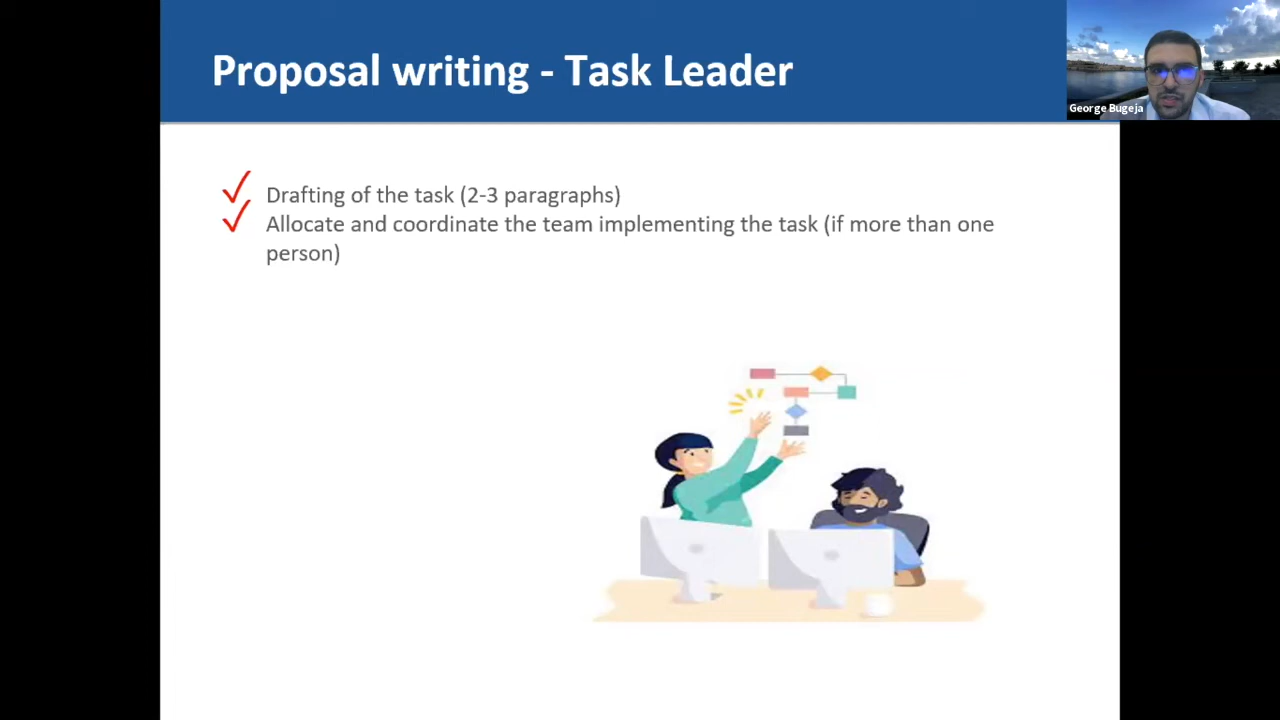 Proposal writing - Task Leader
George Bugeja
Drafting of the task (2-3 paragraphs)
Allocate and coordinate the team implementing the task (if more than one
person)